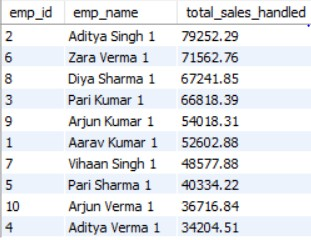 emp_id emp_name total_sales_handled
2 Aditya Singh 1 79252.29
6 Zara Verma 1 71562.76
8 Diya Sharma 1 67241.85
3 Pari Kumar 1 66818.39
9 Arjun Kumar 1 54018.31
1 Aarav Kumar 1 52602.88
7 Vihaan Singh 1 48577.88
5 Pari Sharma 1 40334.22
10 Arjun Verma 1 36716.84
4 Aditya Verma 1 34204.51